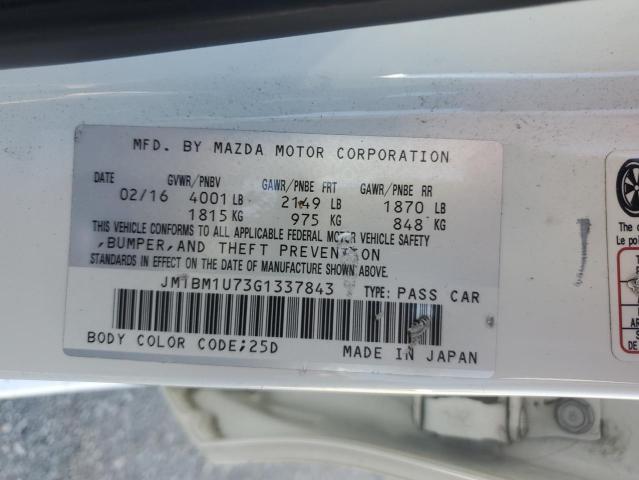 MFD. BY MAZDA MOTOR CORPORATION
DATE GVWR/PNBV GAWR/PNBE FRT GAWR/PNBE RR
02/16 4001 LB 2149 LB 1870 LB
1815 KG 975 KG 848 KG
THIS VEHICLE CONFORMS TO ALL APPLICABLE FEDERAL MOTOR VEHICLE SAFETY
,BUMPER,AND THEFT PREVENTION
STANDARDS IN EFFECT ON THE DATE OF MANUFACTURE SHOWN ABOVE.
JM1BM1U73G1337843 TYPE: PASS CAR
BODY COLOR CODE;25D MADE IN JAPAN
The
Le